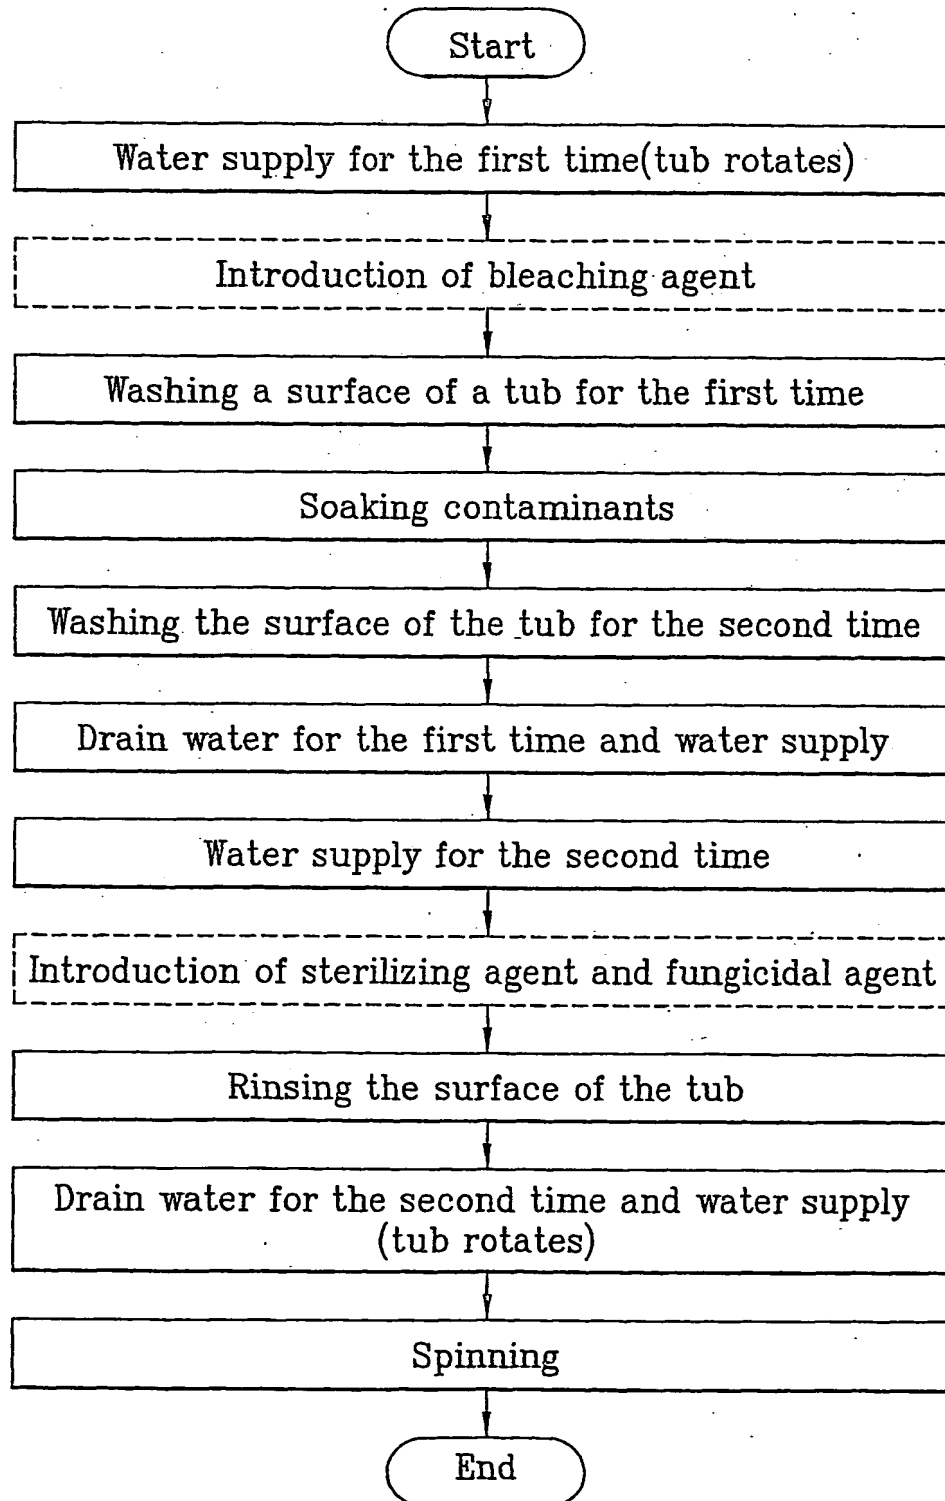 Start
Water supply for the first time(tub rotates)
Introduction of bleaching agent
Washing a surface of a tub for the first time
Soaking contaminants
Washing the surface of the tub for the second time
Drain water for the first time and water supply
Water supply for the second time
Introduction of sterilizing agent and fungicidal agent
Rinsing the surface of the tub
Drain water for the second time and water supply
(tub rotates)
Spinning
End